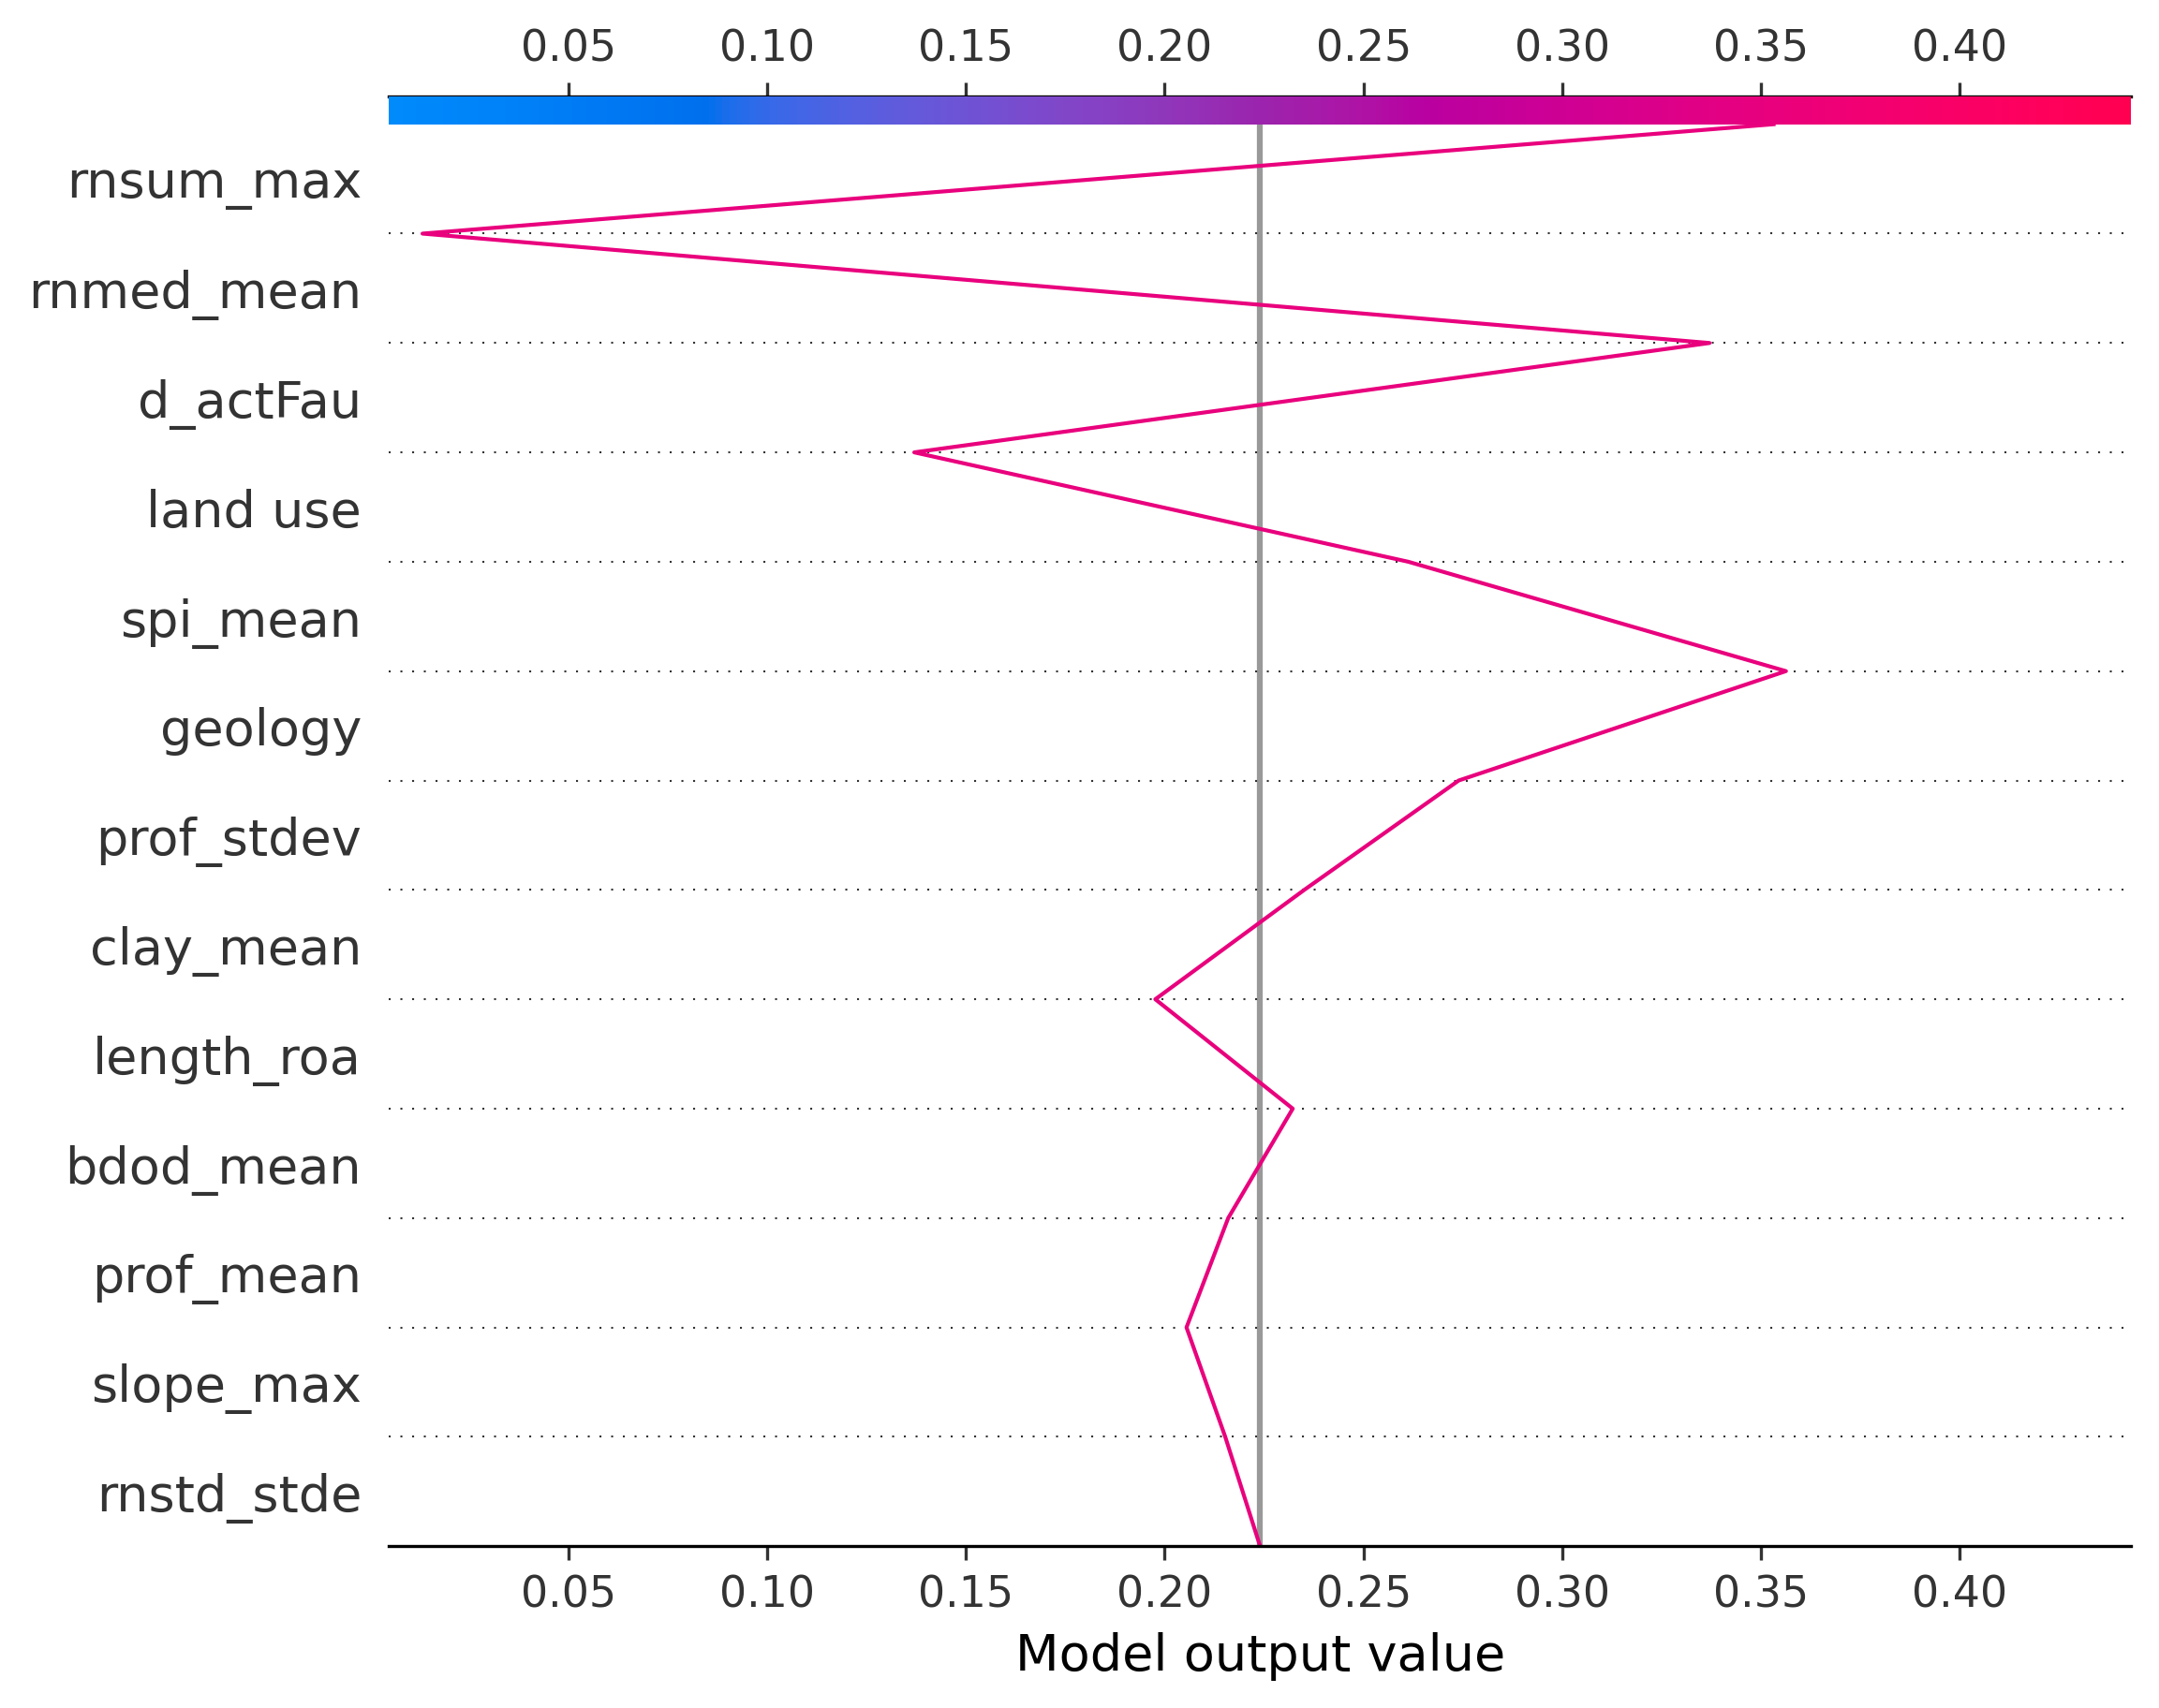 0.05 0.10 0.15 0.20 0.25 0.30 0.35 0.40
rnsum_max
rnmed_mean
d_actFau
land use
spi_mean
geology
prof_stdev
clay_mean
length_roa
bdod_mean
prof_mean
slope_max
rnstd_stde
0.05 0.10 0.15 0.20 0.25 0.30 0.35 0.40
Model output value